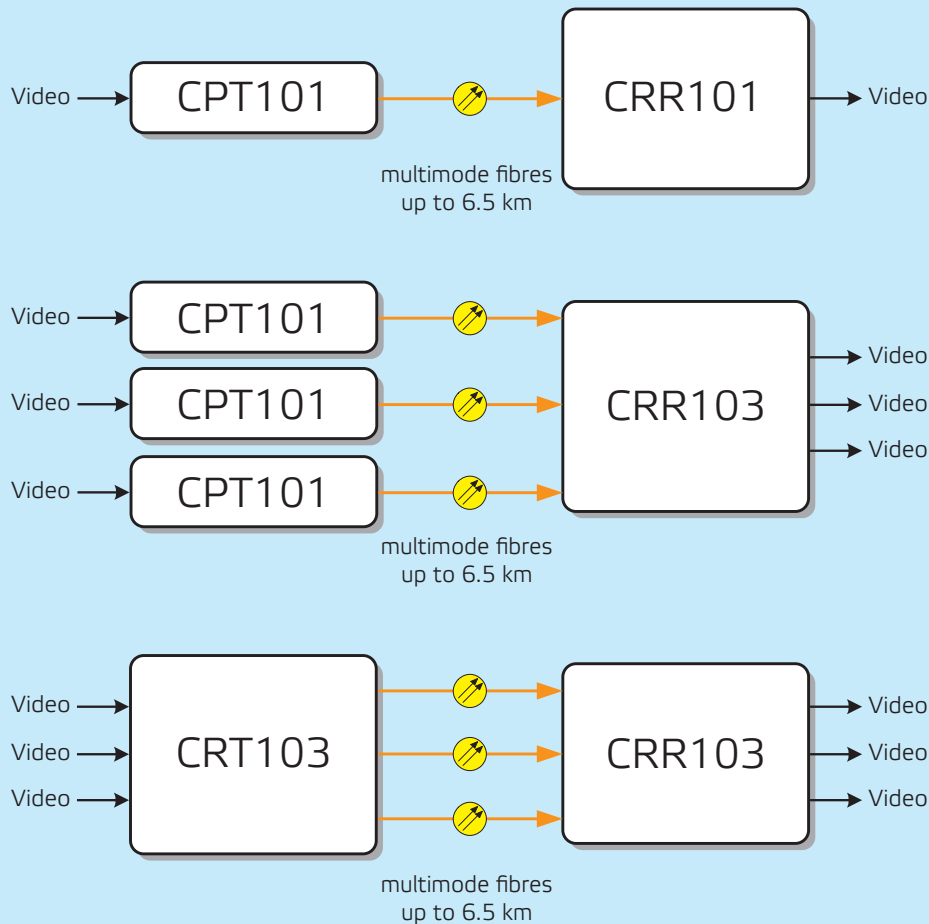 Video
CPT101
CRR101
Video
multimode fibres
up to 6.5 km
Video
CPT101
Video
CPT101
Video
CPT101
CRR103
Video
Video
Video
multimode fibres
up to 6.5 km
Video
Video
Video
CRT103
CRR103
Video
Video
Video
multimode fibres
up to 6.5 km